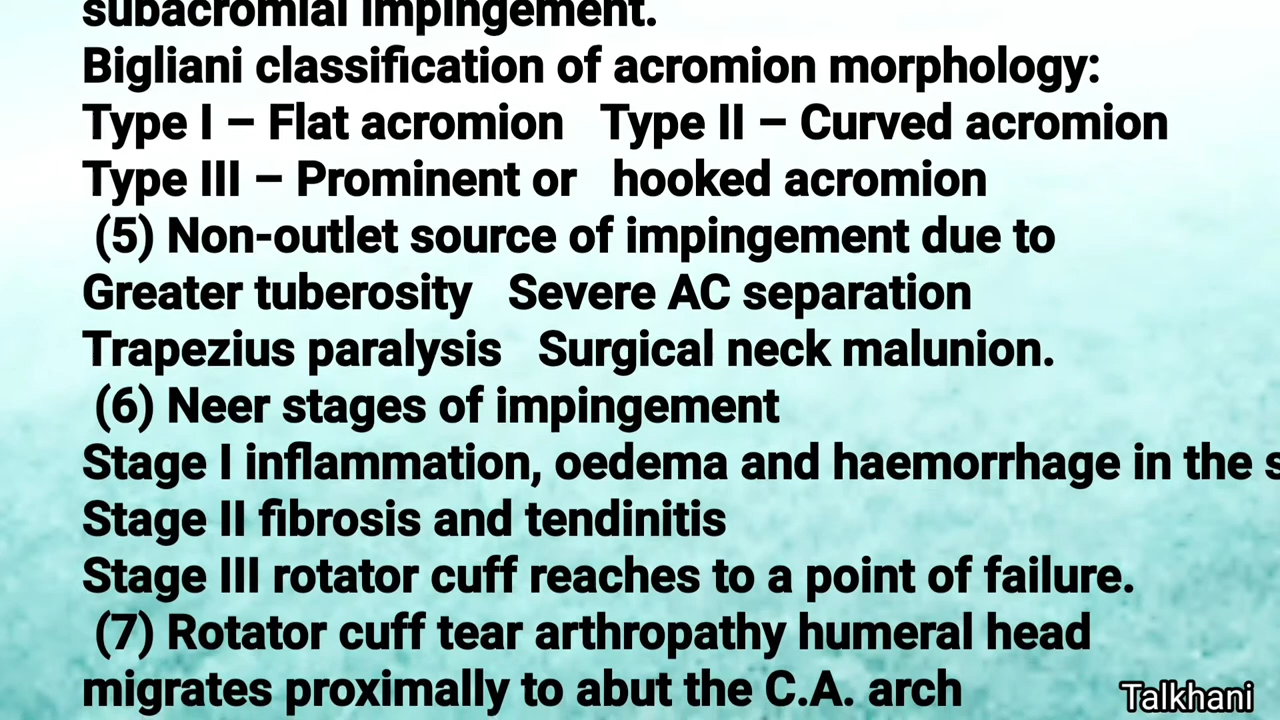 subacromial impingement.
Bigliani classification of acromion morphology:
Type I – Flat acromion   Type II – Curved acromion
Type III – Prominent or   hooked acromion
(5) Non-outlet source of impingement due to
Greater tuberosity   Severe AC separation
Trapezius paralysis   Surgical neck malunion.
(6) Neer stages of impingement
Stage I inflammation, oedema and haemorrhage in the
Stage II fibrosis and tendinitis
Stage III rotator cuff reaches to a point of failure.
(7) Rotator cuff tear arthropathy humeral head
migrates proximally to abut the C.A. arch
Talkhani